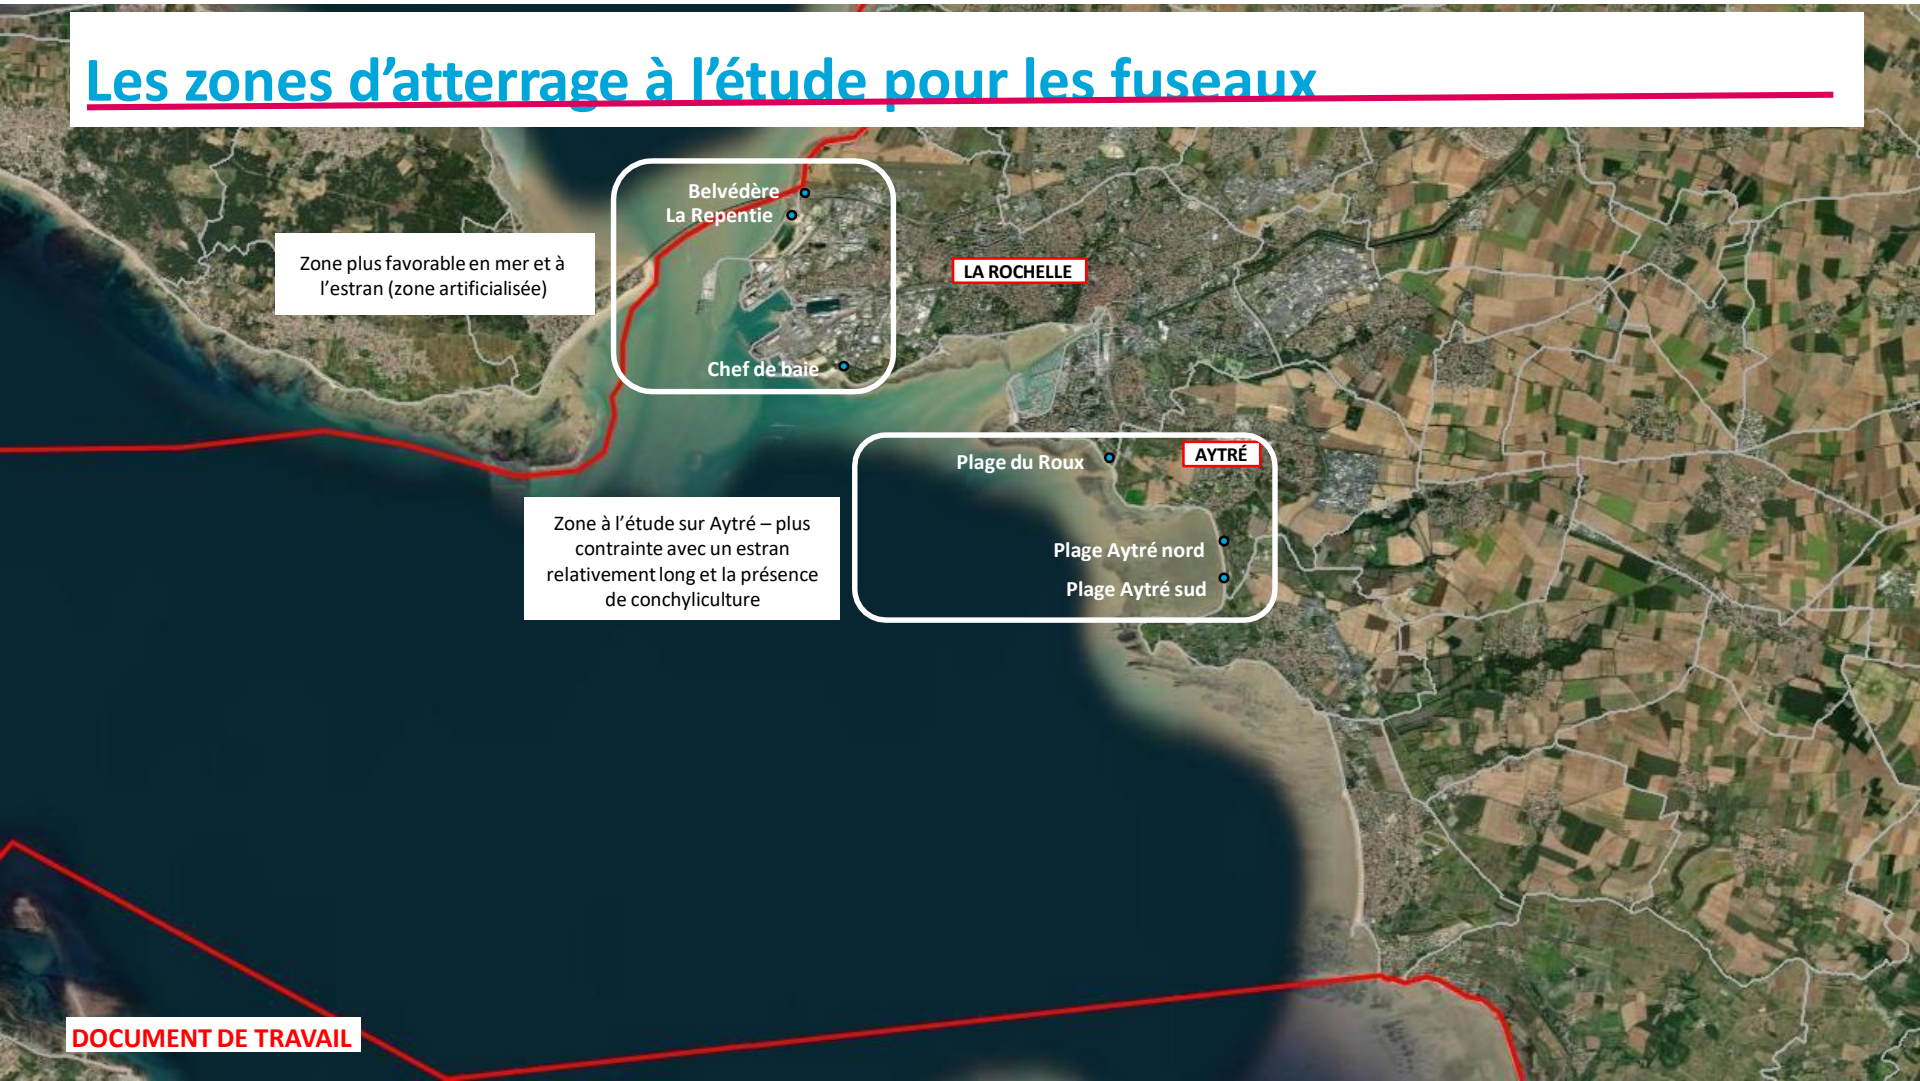 Les zones d'atterrage à l'étude pour les fuseaux
Belvédère
La Repentie
Zone plus favorable en mer et à
l'estran (zone artificialisée)
LA ROCHELLE
Chef de baie
Plage du Roux
AYTRÉ
Zone à l'étude sur Aytré – plus
contrainte avec un estran
relativement long et la présence
de conchyliculture
Plage Aytré nord
Plage Aytré sud
DOCUMENT DE TRAVAIL